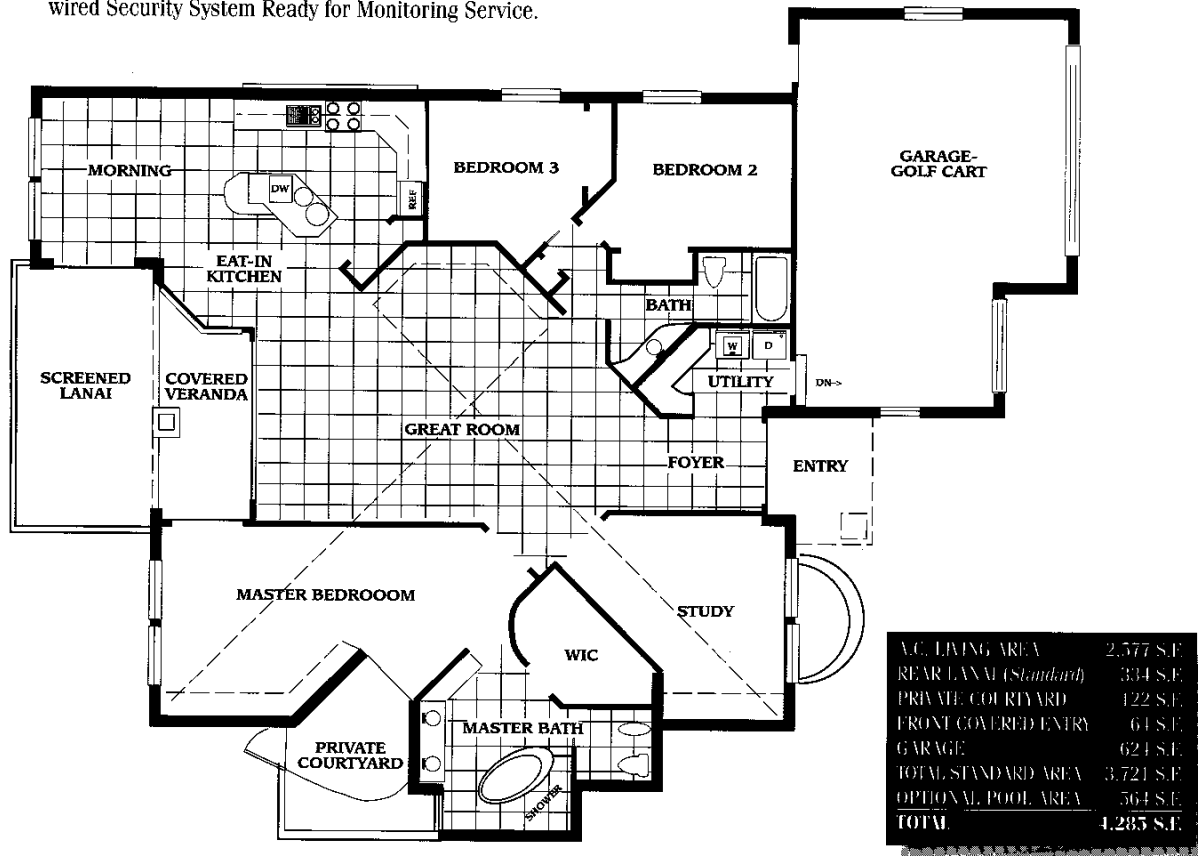 wired Security System Ready for Monitoring Service.
GARAGE-
GOLF CART
MORNING
BEDROOM 3
BEDROOM 2
DW
REF
EAT-IN
KITCHEN
BATH
W
D
SCREENED
LANAI
COVERED
VERANDA
UTILITY
DN->
GREAT ROOM
FOYER
ENTRY
MASTER BEDROOOM
STUDY
WIC
MASTER BATH
PRIVATE
COURTYARD
SHOWER
A.C. LIVING AREA 2,577 S.F.
REAR LANAI (Standard) 334 S.F.
PRIVATE COURTYARD 122 S.F.
FRONT COVERED ENTRY 64 S.F.
GARAGE 624 S.F.
TOTAL STANDARD AREA 3,721 S.F.
OPTIONAL POOL AREA 564 S.F.
TOTAL 4,285 S.F.